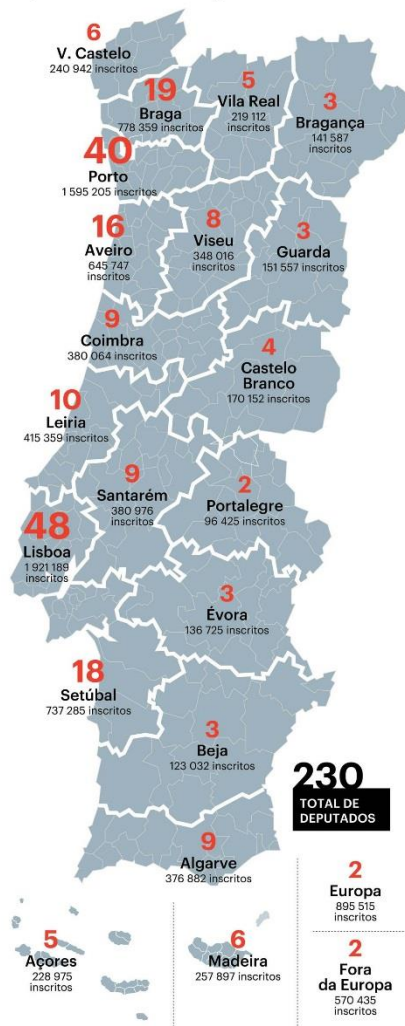 6
V. Castelo
240 942 inscritos
19
Braga
778 359 inscritos
5
Vila Real
219 112
inscritos
3
Bragança
141 587
inscritos
40
Porto
1 595 205 inscritos
16
Aveiro
645 747
inscritos
8
Viseu
348 016
inscritos
3
Guarda
151 557 inscritos
9
Coimbra
380 064 inscritos
4
Castelo
Branco
170 152 inscritos
10
Leiria
415 359 inscritos
9
Santarém
380 976
inscritos
2
Portalegre
96 425 inscritos
48
Lisboa
1 921 189
inscritos
3
Évora
136 725 inscritos
18
Setúbal
737 285 inscritos
3
Beja
123 032 inscritos
230
TOTAL DE
DEPUTADOS
9
Algarve
376 882 inscritos
2
Europa
895 515
inscritos
5
Açores
228 975
inscritos
6
Madeira
257 897 inscritos
2
Fora
da Europa
570 435
inscritos